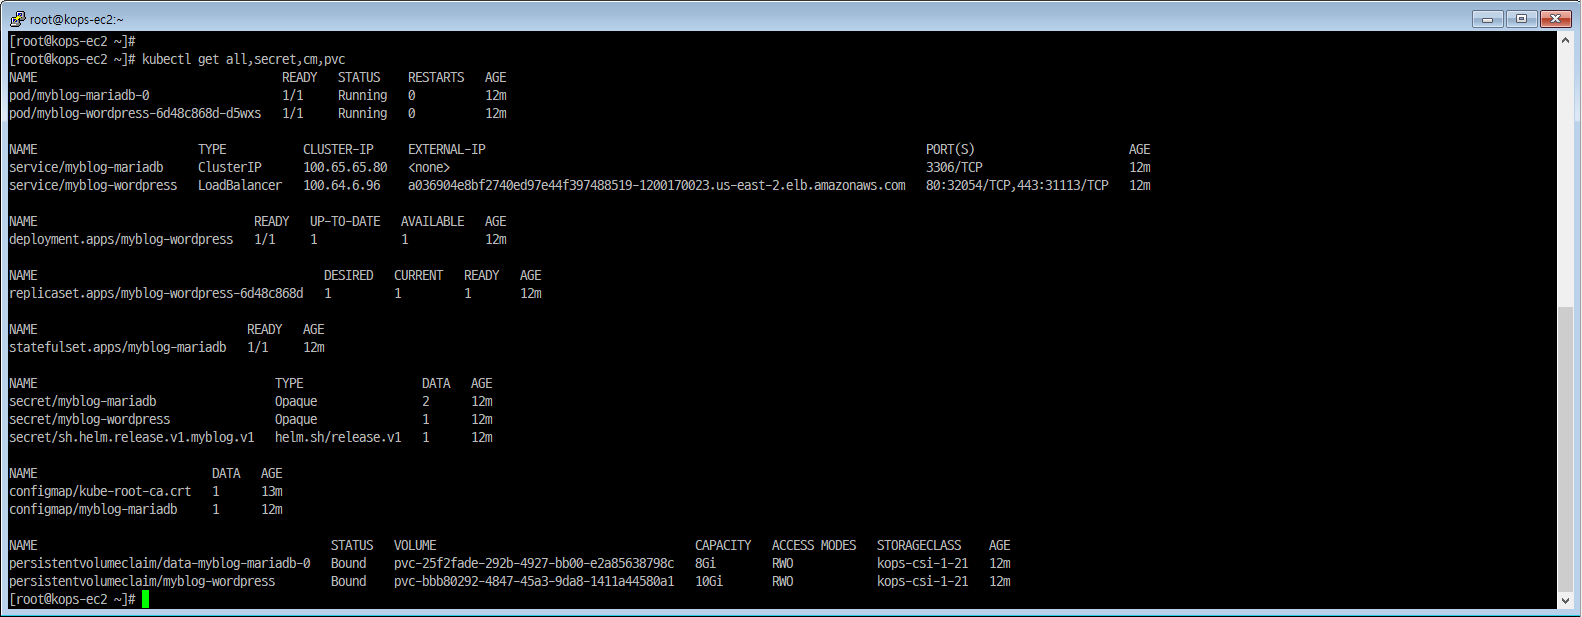 root@kops-ec2:~
[root@kops-ec2 ~]#
[root@kops-ec2 ~]# kubectl get all,secret,cm,pvc
NAME                                  READY   STATUS    RESTARTS   AGE
pod/myblog-mariadb-0                  1/1     Running   0          12m
pod/myblog-wordpress-6d48c868d-d5wxs   1/1     Running   0          12m

NAME                       TYPE           CLUSTER-IP     EXTERNAL-IP                                                               PORT(S)                      AGE
service/myblog-mariadb     ClusterIP      100.65.65.80   <none>                                                                    3306/TCP                     12m
service/myblog-wordpress   LoadBalancer   100.64.6.96    a036904e8bf2740ed97e44f397488519-1200170023.us-east-2.elb.amazonaws.com   80:32054/TCP,443:31113/TCP   12m

NAME                               READY   UP-TO-DATE   AVAILABLE   AGE
deployment.apps/myblog-wordpress   1/1     1            1           12m

NAME                                         DESIRED   CURRENT   READY   AGE
replicaset.apps/myblog-wordpress-6d48c868d   1         1         1       12m

NAME                              READY   AGE
statefulset.apps/myblog-mariadb   1/1     12m

NAME                                  TYPE                 DATA   AGE
secret/myblog-mariadb                 Opaque               2      12m
secret/myblog-wordpress               Opaque               1      12m
secret/sh.helm.release.v1.myblog.v1   helm.sh/release.v1   1      12m

NAME                         DATA   AGE
configmap/kube-root-ca.crt   1      13m
configmap/myblog-mariadb     1      12m

NAME                                          STATUS   VOLUME                                     CAPACITY   ACCESS MODES   STORAGECLASS    AGE
persistentvolumeclaim/data-myblog-mariadb-0   Bound    pvc-25f2fade-292b-4927-bb00-e2a85638798c   8Gi        RWO            kops-csi-1-21   12m
persistentvolumeclaim/myblog-wordpress        Bound    pvc-bbb80292-4847-45a3-9da8-1411a44580a1   10Gi       RWO            kops-csi-1-21   12m
[root@kops-ec2 ~]#